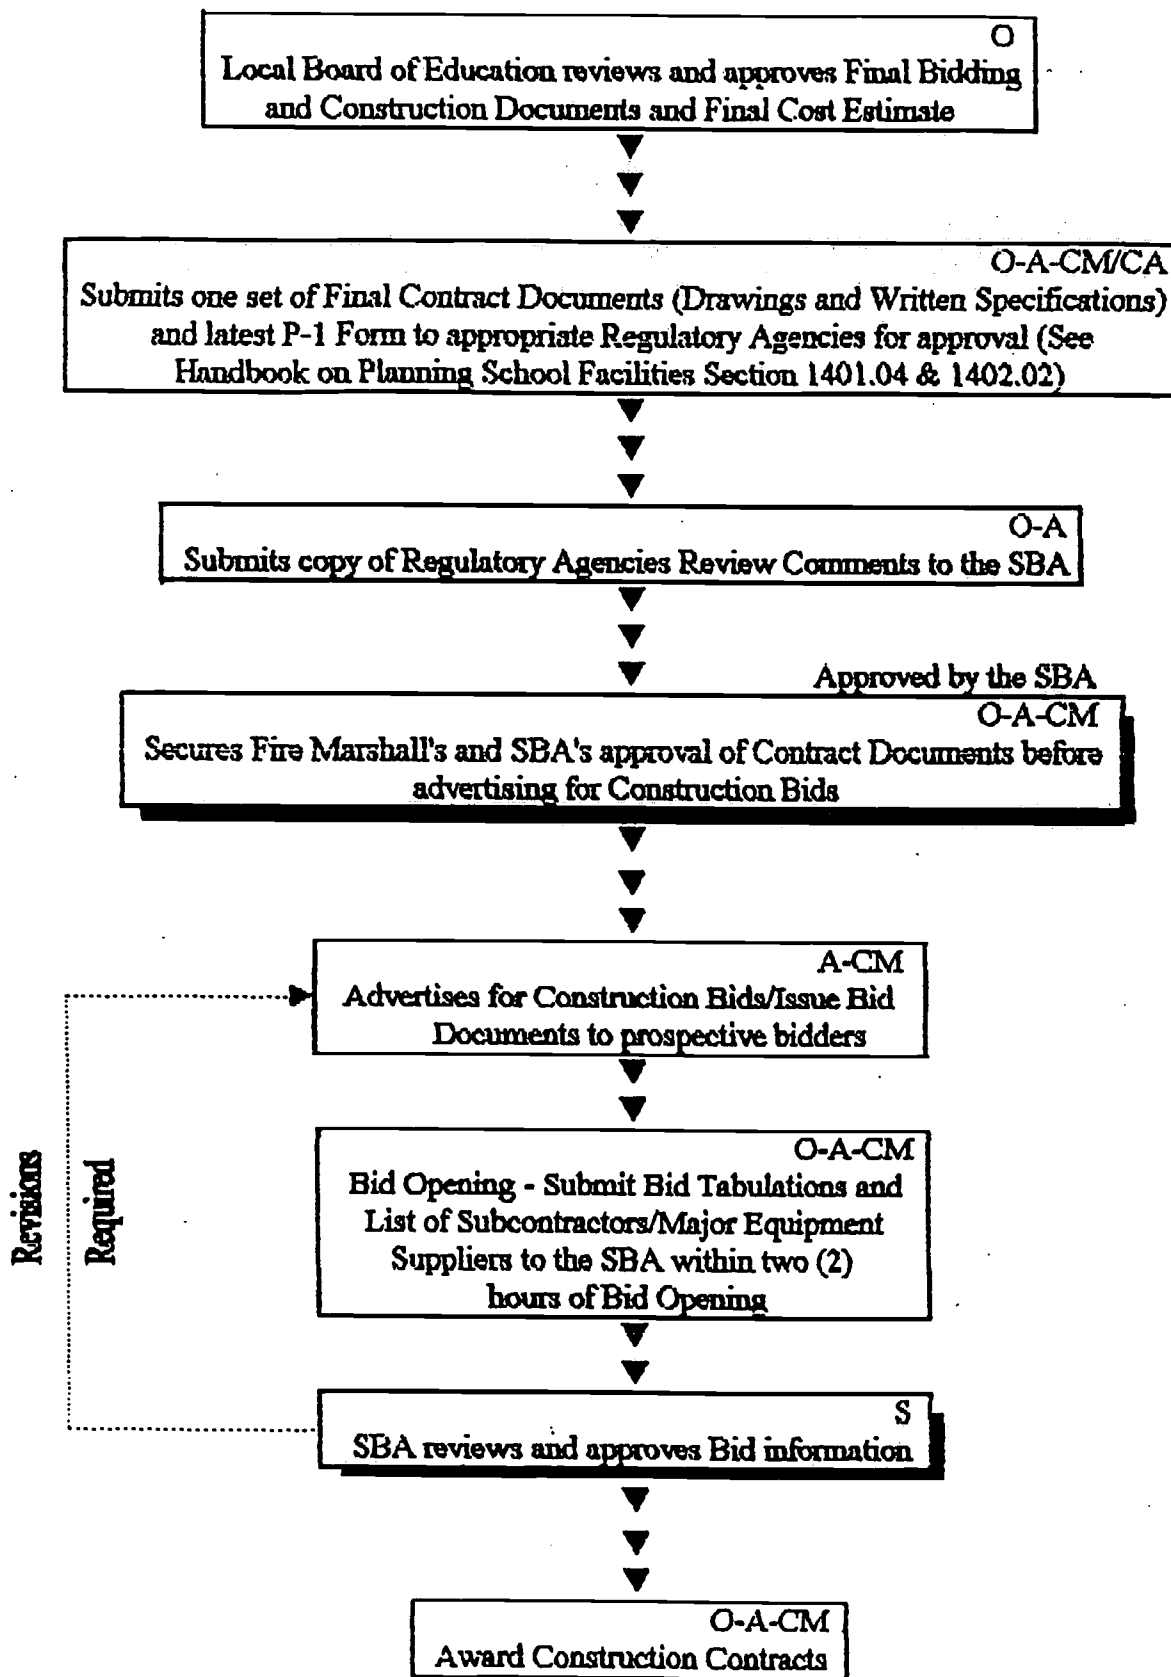 O
Local Board of Education reviews and approves Final Bidding
and Construction Documents and Final Cost Estimate
O-A-CM/CA
Submits one set of Final Contract Documents (Drawings and Written Specifications)
and latest P-1 Form to appropriate Regulatory Agencies for approval (See
Handbook on Planning School Facilities Section 1401.04 & 1402.02)
O-A
Submits copy of Regulatory Agencies Review Comments to the SBA
Approved by the SBA
O-A-CM
Secures Fire Marshall's and SBA's approval of Contract Documents before
advertising for Construction Bids
A-CM
Advertises for Construction Bids/Issue Bid
Documents to prospective bidders
O-A-CM
Bid Opening - Submit Bid Tabulations and
List of Subcontractors/Major Equipment
Suppliers to the SBA within two (2)
hours of Bid Opening
Revisions
Required
S
SBA reviews and approves Bid information
O-A-CM
Award Construction Contracts